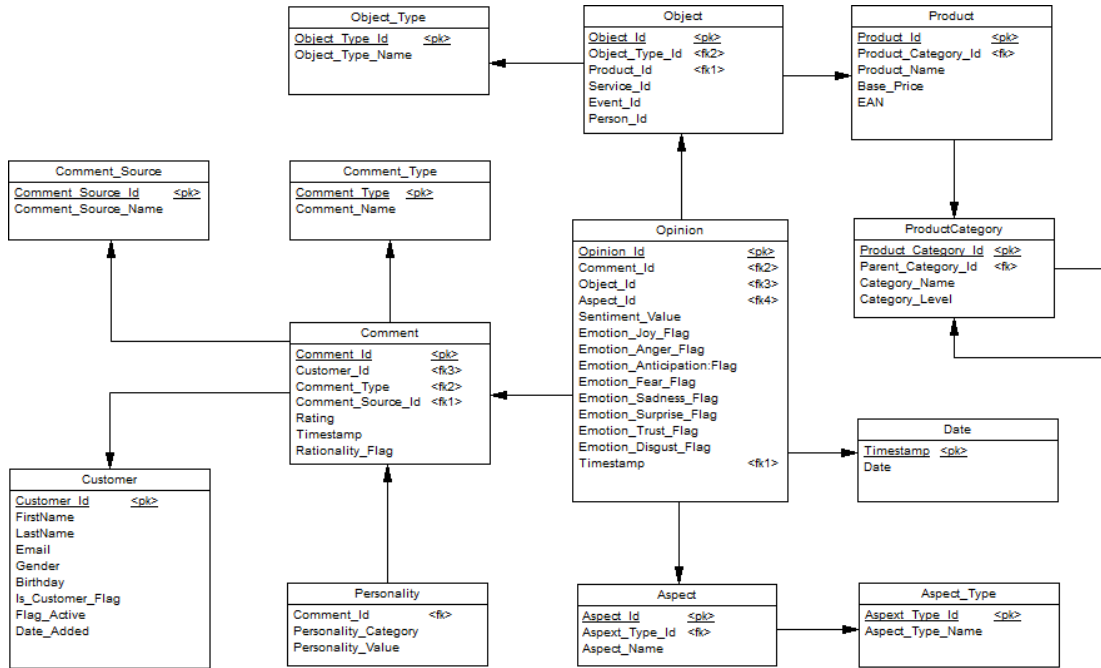 Object_Type
Object_Type_Id <pk>
Object_Type_Name
Object
Object_Id <pk>
Object_Type_Id <fk2>
Product_Id <fk1>
Service_Id
Event_Id
Person_Id
Product
Product_Id <pk>
Product_Category_Id <fk>
Product_Name
Base_Price
EAN
Comment_Source
Comment_Source_Id <pk>
Comment_Source_Name
Comment_Type
Comment_Type <pk>
Comment_Name
Opinion
Opinion_Id <pk>
Comment_Id <fk2>
Object_Id <fk3>
Aspect_Id <fk4>
Sentiment_Value
Emotion_Joy_Flag
Emotion_Anger_Flag
Emotion_Anticipation:Flag
Emotion_Fear_Flag
Emotion_Sadness_Flag
Emotion_Surprise_Flag
Emotion_Trust_Flag
Emotion_Disgust_Flag
Timestamp <fk1>
ProductCategory
Product_Category_Id <pk>
Parent_Category_Id <fk>
Category_Name
Category_Level
Comment
Comment_Id <pk>
Customer_Id <fk3>
Comment_Type <fk2>
Comment_Source_Id <fk1>
Rating
Timestamp
Rationality_Flag
Date
Timestamp <pk>
Date
Customer
Customer_Id <pk>
FirstName
LastName
Email
Gender
Birthday
Is_Customer_Flag
Flag_Active
Date_Added
Personality
Comment_Id <fk>
Personality_Category
Personality_Value
Aspect
Aspect_Id <pk>
Aspext_Type_Id <fk>
Aspect_Name
Aspect_Type
Aspext_Type_Id <pk>
Aspect_Type_Name